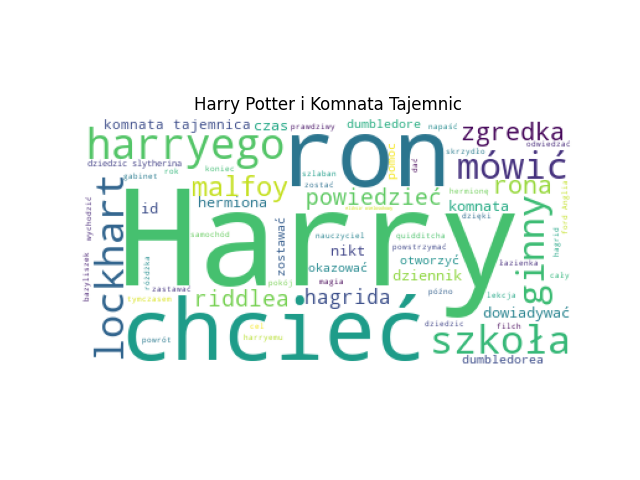 Harry Potter i Komnata Tajemnic
komnata tajemnica
czas
prawdziwy
dumbledore
napaść
zgredka
odwiedzać
harryego
ron
pomoc
dać
skrzydło
mówić
dziedzic slytherina
gabinet
rok
koniec
malfoy
szlaban
zostać
powiedzieć
hermionę
rona
ford anglia
wychodzić
lockhart
id
hermiona
Harry
komnata
dzięki
ginny
hagrid
samochód
zostawać
nauczyciel
nikt
quidditcha
powstrzymać
otworzyć
łazienka
cały
bazyliszek
różdżka
zastawać
pokój
okazować
magia
dziennik
późno
lekcja
tymczasem
riddlea
hagrida
dowiadywać
chcieć
powrót
harryemu
dziedzic
filch
szkoła
dumbledorea